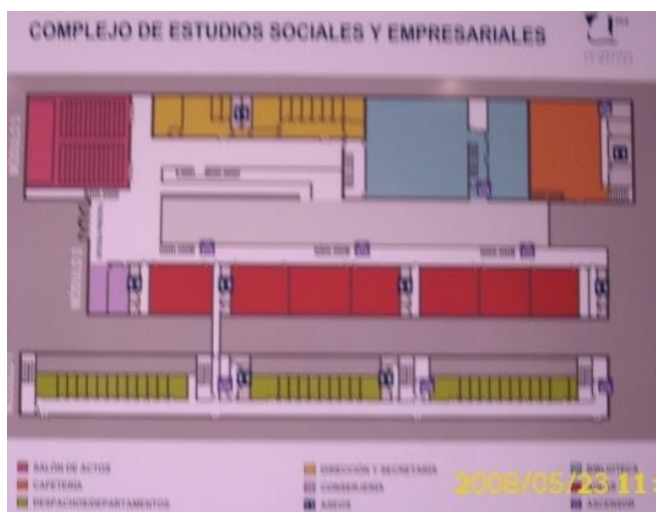 COMPLEJO DE ESTUDIOS SOCIALES Y EMPRESARIALES
SALÓN DE ACTOS
CAFETERÍA
DESPACHOS/DEPARTAMENTOS
DIRECCIÓN Y SECRETARÍA
CONSERJERÍA
ASEOS
BIBLIOTECA
ASCENSOR
2008/05/23 11: